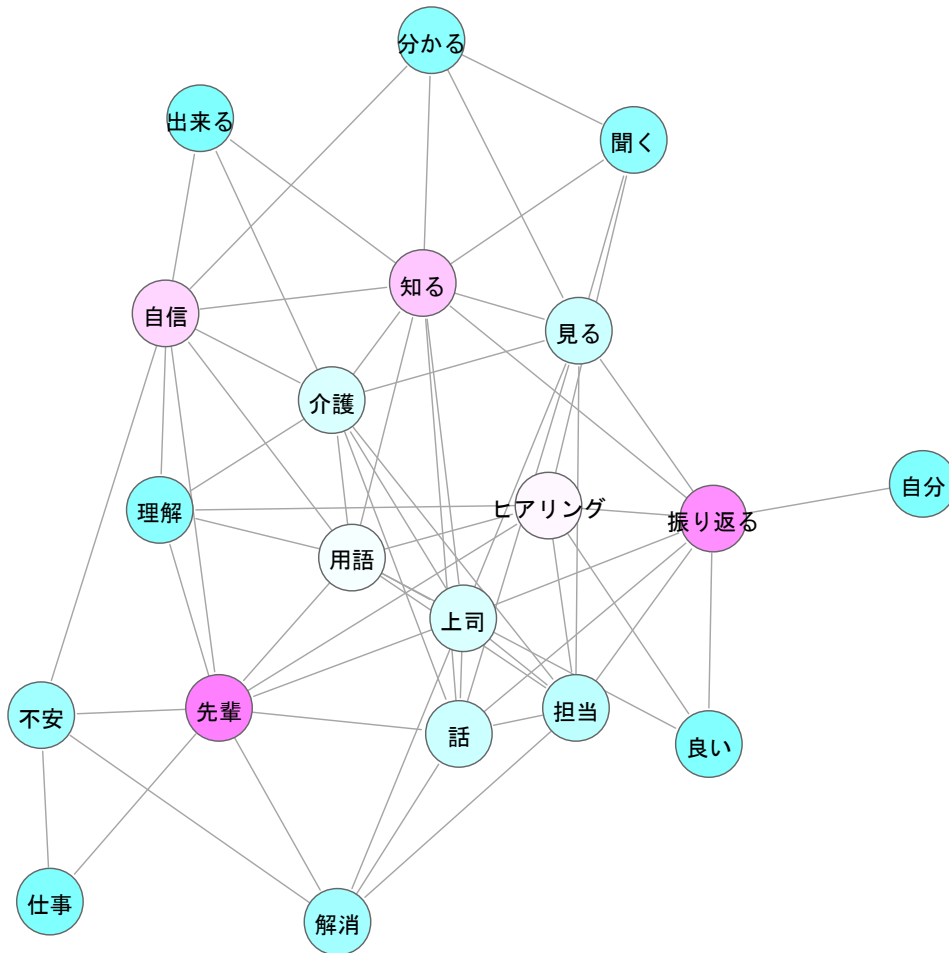 分かる
出来る
聞く
知る
自信
見る
介護
自分
ヒアリング
理解
振り返る
用語
上司
先輩
担当
不安
話
良い
仕事
解消